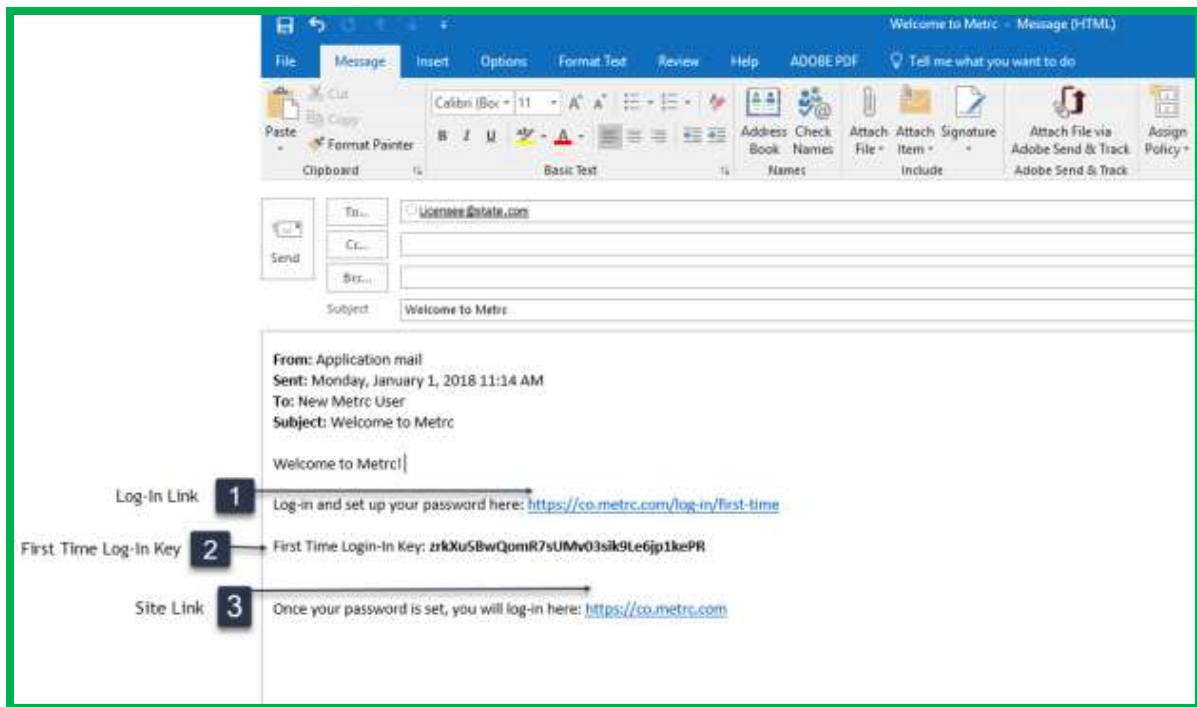 Welcome to Metrc - Message (HTML)
File Message Insert Options Format Text Review Help ADOBE PDF Tell me what you want to do
Cut
Copy
Paste
Format Painter
Clipboard
Calibri (Boc 11
B I U
Basic Text
Address Book
Check Names
Names
Attach File
Attach Item
Signature
Include
Attach File via Adobe Send & Track
Adobe Send & Track
Assign Policy
Send
To... Licensee@state.com
Cc...
Bcc...
Subject Welcome to Metrc
From: Application mail
Sent: Monday, January 1, 2018 11:14 AM
To: New Metrc User
Subject: Welcome to Metrc
Welcome to Metrc!
Log-In Link 1
Log-in and set up your password here: https://co.metrc.com/log-in/first-time
First Time Log-In Key 2
First Time Login-In Key: zrkXu5BwQomR7sUMv03sik9Le6jp1kePR
Site Link 3
Once your password is set, you will log-in here: https://co.metrc.com